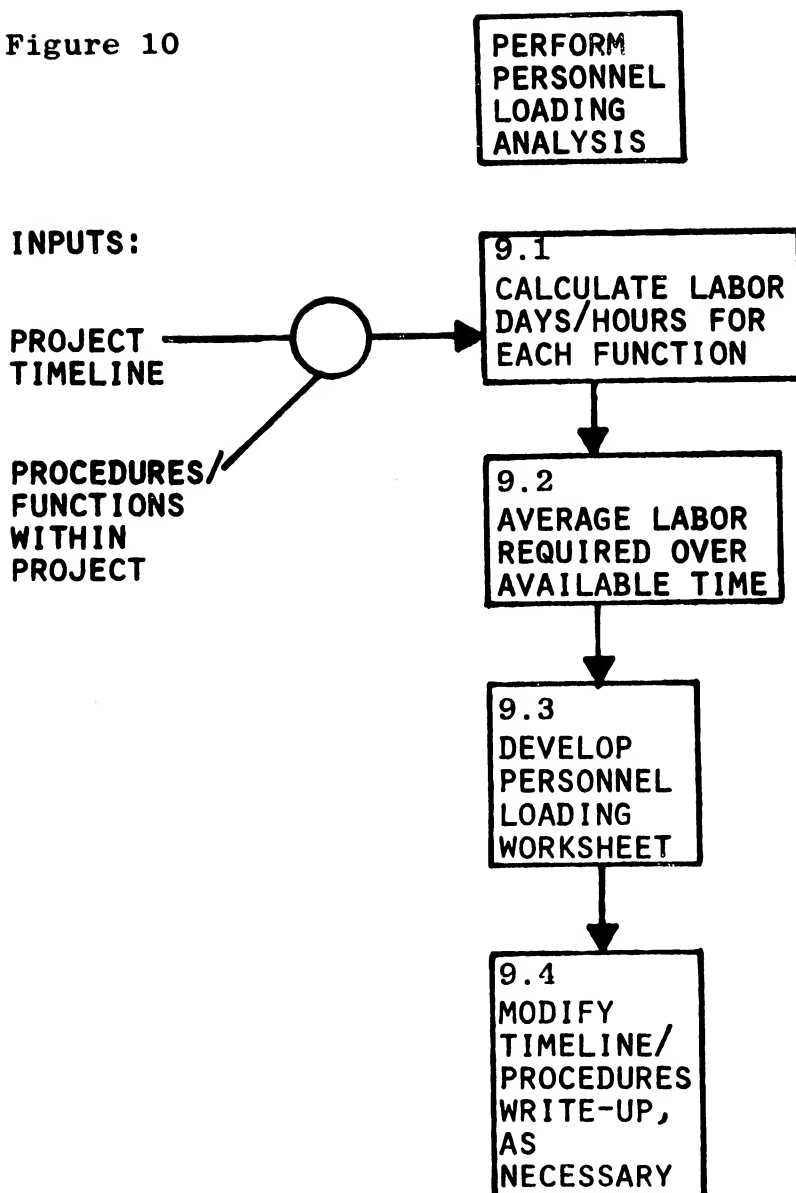 Figure 10
PERFORM
PERSONNEL
LOADING
ANALYSIS
INPUTS:
PROJECT
TIMELINE
PROCEDURES/
FUNCTIONS
WITHIN
PROJECT
9.1
CALCULATE LABOR
DAYS/HOURS FOR
EACH FUNCTION
9.2
AVERAGE LABOR
REQUIRED OVER
AVAILABLE TIME
9.3
DEVELOP
PERSONNEL
LOADING
WORKSHEET
9.4
MODIFY
TIMELINE/
PROCEDURES
WRITE-UP,
AS
NECESSARY